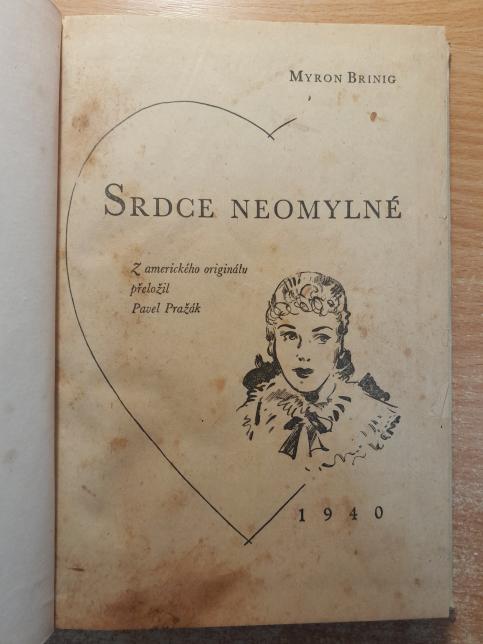 Myron Brinig
Srdce neomylné
Z amerického originálu
přeložil
Pavel Pražák
1940